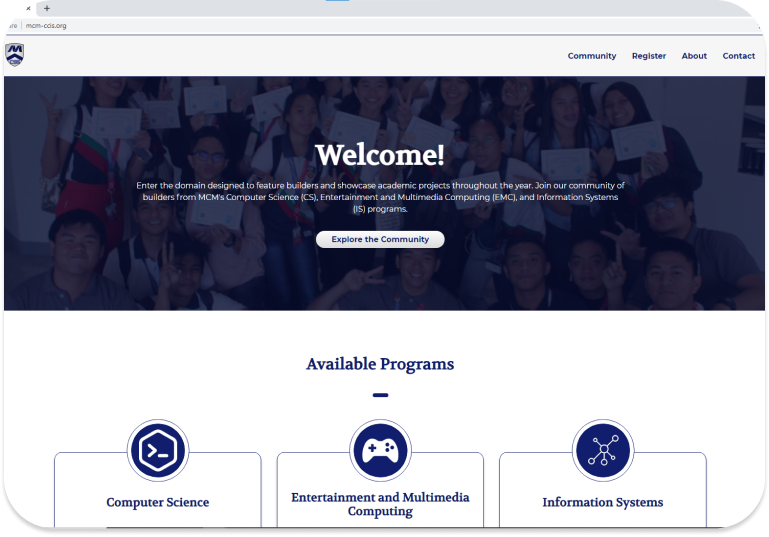 mcm-ccis.org
Community Register About Contact
Welcome!
Enter the domain designed to feature builders and showcase academic projects throughout the year. Join our community of
builders from MCM's Computer Science (CS), Entertainment and Multimedia Computing (EMC), and Information Systems
(IS) programs.
Explore the Community
Available Programs
Computer Science
Entertainment and Multimedia
Computing
Information Systems